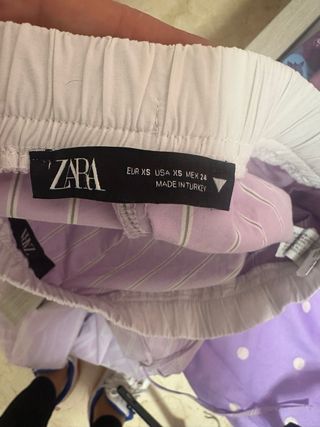 ZARA
EUR XS USA XS MEX 24
MADE IN TURKEY